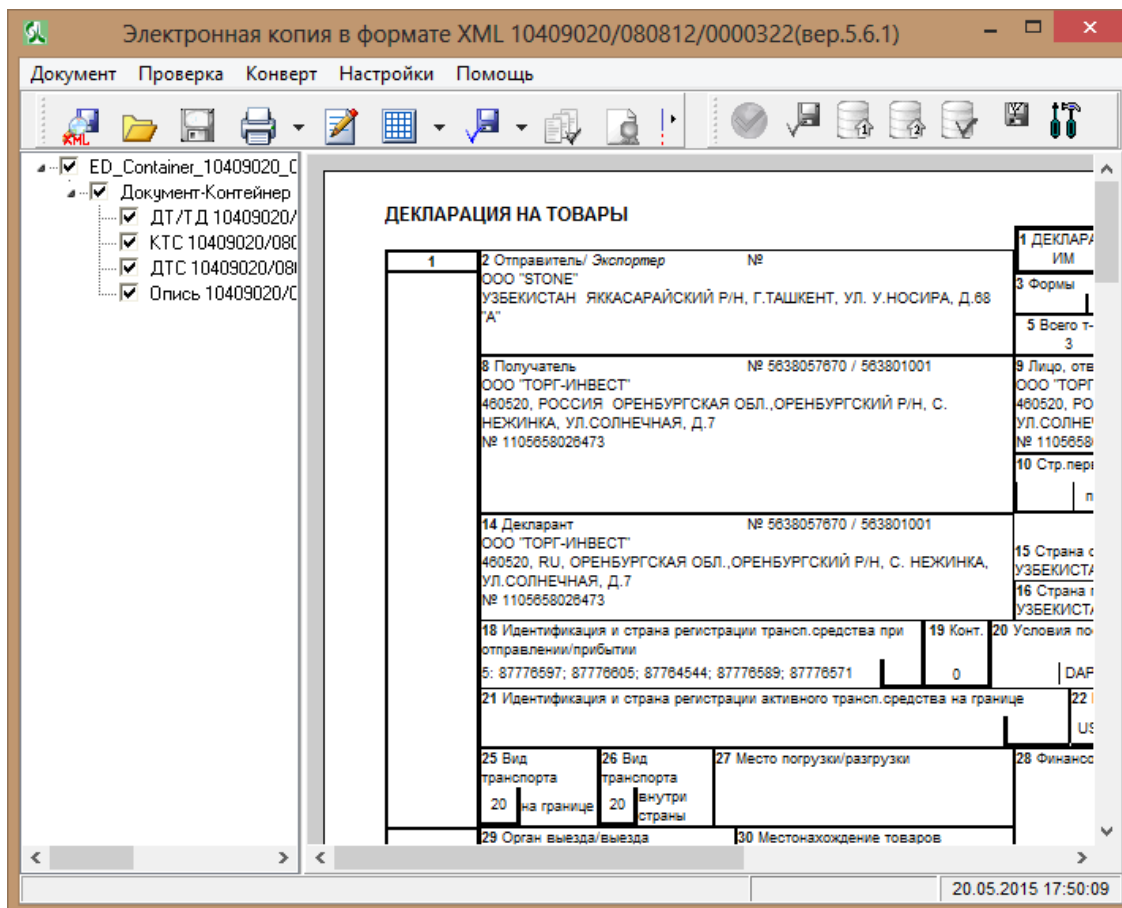 Электронная копия в формате XML 10409020/080812/0000322(вер.5.6.1)
Документ Проверка Конверт Настройки Помощь
XML
ED_Container_10409020_
Документ-Контейнер
ДТ/ТД 10409020/
КТС 10409020/080
ДТС 10409020/08
Опись 10409020/
ДЕКЛАРАЦИЯ НА ТОВАРЫ
1 ДЕКЛАРА
ИМ
1
2 Отправитель/ Экспортер №
ООО "STONE"
УЗБЕКИСТАН ЯККАСАРАЙСКИЙ Р/Н, Г.ТАШКЕНТ, УЛ. У.НОСИРА, Д.68
"А"
3 Формы
5 Всего т-
3
8 Получатель № 5638057670 / 563801001
ООО "ТОРГ-ИНВЕСТ"
460520, РОССИЯ ОРЕНБУРГСКАЯ ОБЛ.,ОРЕНБУРГСКИЙ Р/Н, С.
НЕЖИНКА, УЛ.СОЛНЕЧНАЯ, Д.7
№ 1105658026473
9 Лицо, отв
ООО "ТОРГ
460520, РО
УЛ.СОЛНЕ
№ 1105658
10 Стр.перв
п
14 Декларант № 5638057670 / 563801001
ООО "ТОРГ-ИНВЕСТ"
460520, RU, ОРЕНБУРГСКАЯ ОБЛ.,ОРЕНБУРГСКИЙ Р/Н, С. НЕЖИНКА,
УЛ.СОЛНЕЧНАЯ, Д.7
№ 1105658026473
15 Страна о
УЗБЕКИСТА
16 Страна п
УЗБЕКИСТА
18 Идентификация и страна регистрации трансп.средства при
отправлении/прибытии
5: 87776597; 87776605; 87764544; 87776589; 87776571
19 Конт.
0
20 Условия по
DAP
21 Идентификация и страна регистрации активного трансп.средства на границе
22
US
25 Вид
транспорта
20 на границе
26 Вид
транспорта
20 внутри
страны
27 Место погрузки/разгрузки
28 Финансо
29 Орган выезда/въезда
30 Местонахождение товаров
20.05.2015 17:50:09